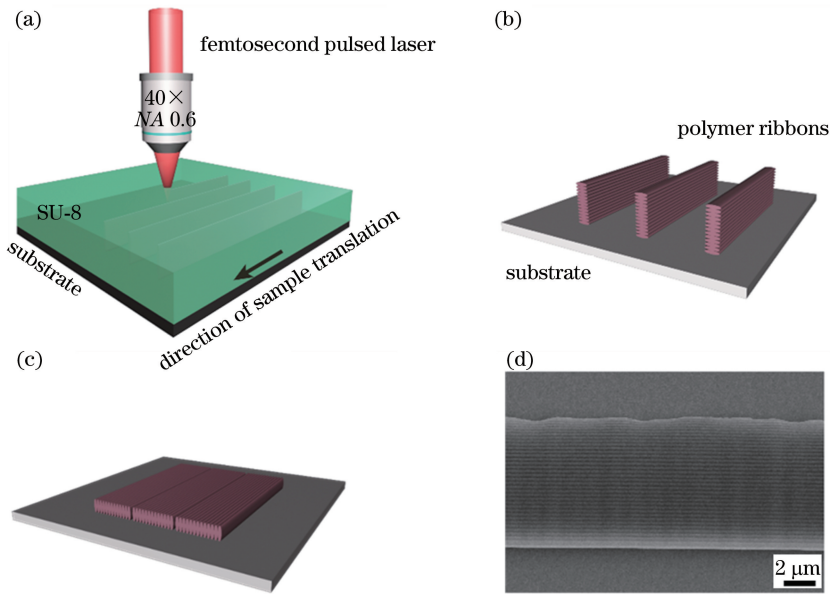 (a)
femtosecond pulsed laser
40×
NA 0.6
SU-8
substrate
direction of sample translation
(b)
polymer ribbons
substrate
(c)
(d)
2 μm